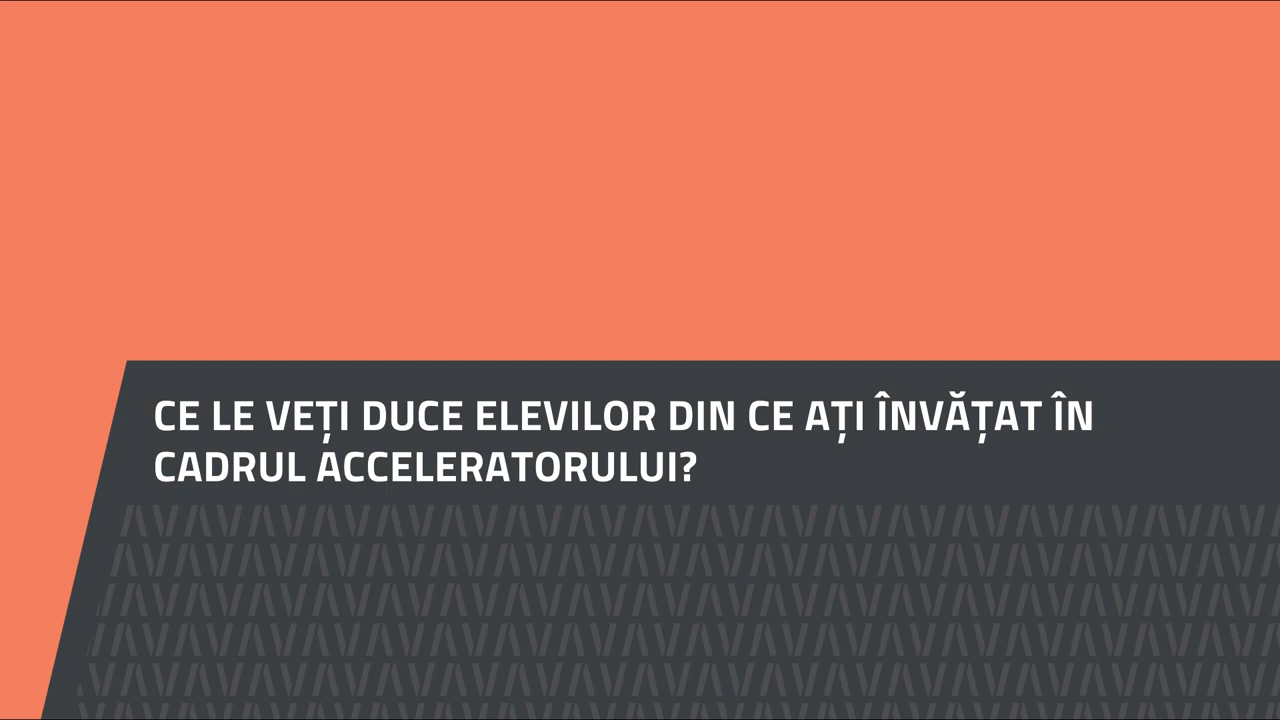 CE LE VEȚI DUCE ELEVILOR DIN CE AȚI ÎNVĂȚAT ÎN
CADRUL ACCELERATORULUI?